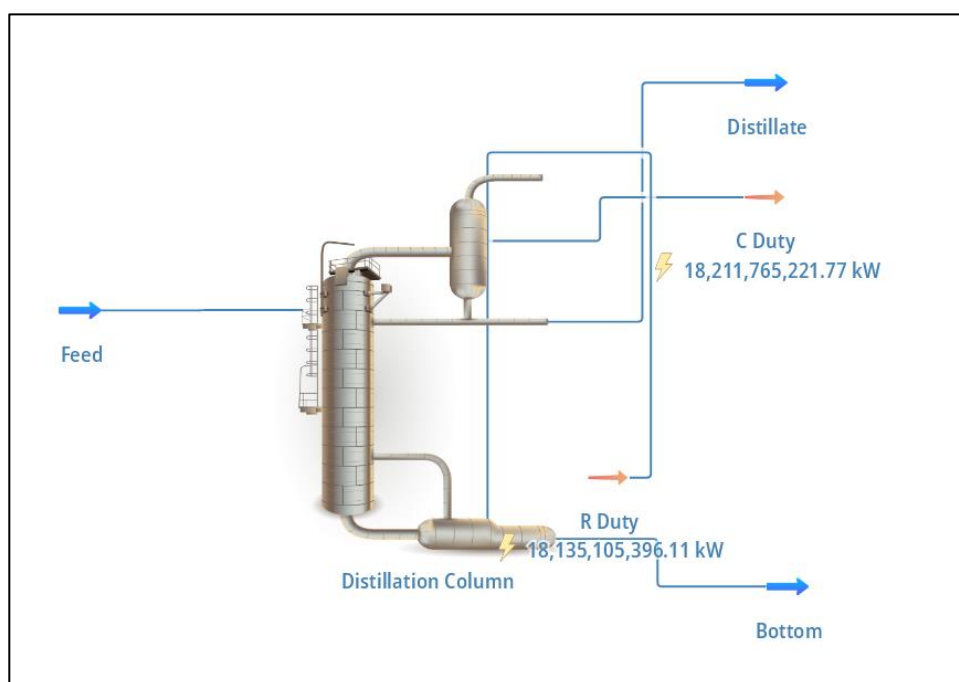 Distillate
C Duty
18,211,765,221.77 kW
Feed
R Duty
18,135,105,396.11 kW
Distillation Column
Bottom